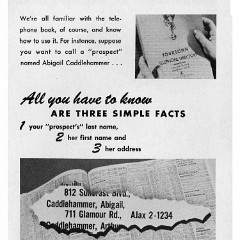 We're all familiar with the tele-
phone book, of course, and know
how to use it. For instance, suppose
you want to call a "prospect"
named Abigail Caddlehammer . . .
YOURTOWN
All you have to know
ARE THREE SIMPLE FACTS
1 your "prospect's" last name,
2 her first name and
3 her address
812 Suncrest Blvd.,
Caddlehammer, Abigail,
711 Glamour Rd., AJax 2-1234
Caddlehammer, Arthur